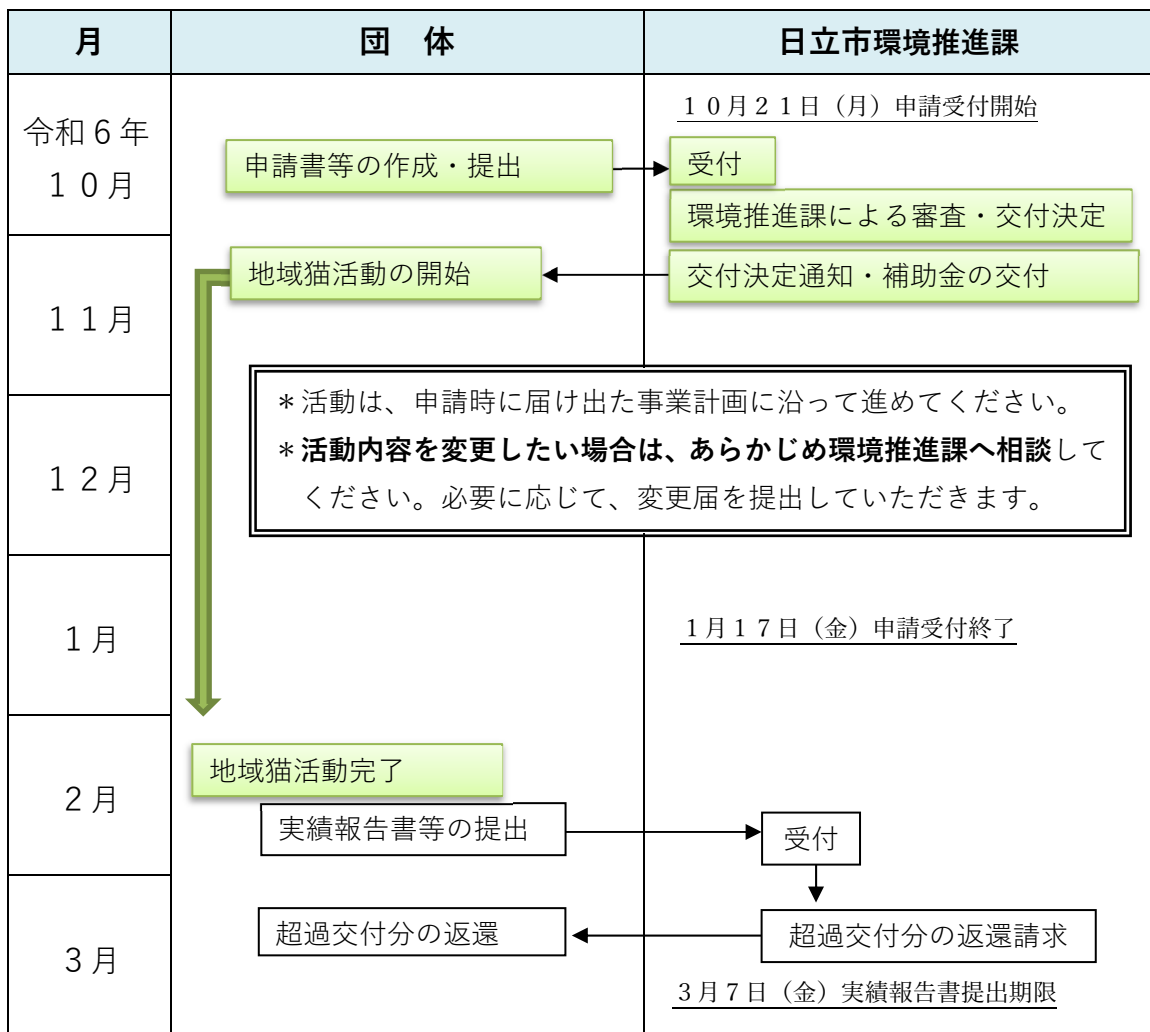 月
団　体
日立市環境推進課
令和６年
１０月
１０月２１日（月）申請受付開始
申請書等の作成・提出
受付
環境推進課による審査・交付決定
１１月
地域猫活動の開始
交付決定通知・補助金の交付
＊活動は、申請時に届け出た事業計画に沿って進めてください。
＊活動内容を変更したい場合は、あらかじめ環境推進課へ相談して
ください。必要に応じて、変更届を提出していただきます。
１２月
１月
１月１７日（金）申請受付終了
２月
地域猫活動完了
実績報告書等の提出
受付
３月
超過交付分の返還
超過交付分の返還請求
３月７日（金）実績報告書提出期限